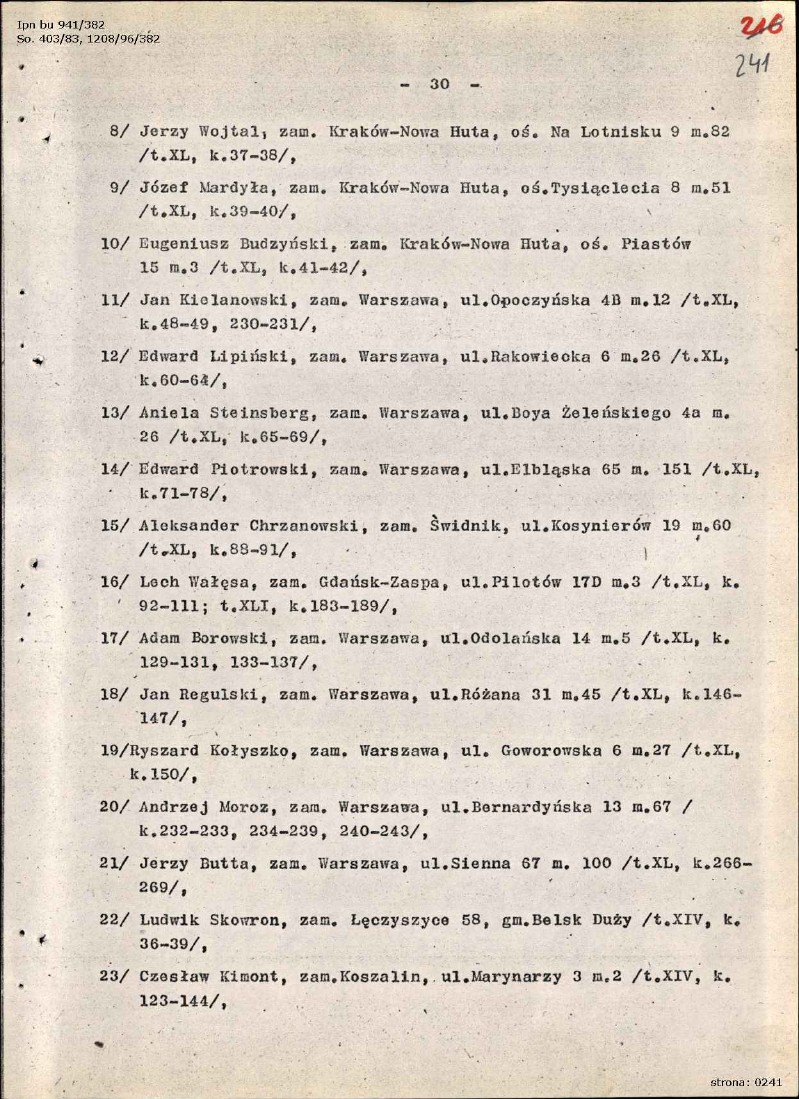 Ipn bu 941/382
So. 403/83, 1208/96/382
216
241
- 30 -
8/ Jerzy Wojtal, zam. Kraków-Nowa Huta, oś. Na Lotnisku 9 m.82
/t.XL, k.37-38/,
9/ Józef Mardyła, zam. Kraków-Nowa Huta, oś.Tysiąclecia 8 m.51
/t.XL, k.39-40/,
10/ Eugeniusz Budzyński, zam. Kraków-Nowa Huta, oś. Piastów
15 m.3 /t.XL, k.41-42/,
11/ Jan Kielanowski, zam. Warszawa, ul.Opoczyńska 4B m.12 /t.XL,
k.48-49, 230-231/,
12/ Edward Lipiński, zam. Warszawa, ul.Rakowiecka 6 m.26 /t.XL,
k.60-64/,
13/ Aniela Steinsberg, zam. Warszawa, ul.Boya Żeleńskiego 4a m.
26 /t.XL, k.65-69/,
14/ Edward Piotrowski, zam. Warszawa, ul.Elbląska 65 m. 151 /t.XL,
k.71-78/,
15/ Aleksander Chrzanowski, zam. Świdnik, ul.Kosynierów 19 m.60
/t.XL, k.88-91/,
16/ Lech Wałęsa, zam. Gdańsk-Zaspa, ul.Pilotów 17D m.3 /t.XL, k.
92-111; t.XLI, k.183-189/,
17/ Adam Borowski, zam. Warszawa, ul.Odolańska 14 m.5 /t.XL, k.
129-131, 133-137/,
18/ Jan Regulski, zam. Warszawa, ul.Różana 31 m.45 /t.XL, k.146-
147/,
19/Ryszard Kołyszko, zam. Warszawa, ul. Goworowska 6 m.27 /t.XL,
k.150/,
20/ Andrzej Moroz, zam. Warszawa, ul.Bernardyńska 13 m.67 /
k.232-233, 234-239, 240-243/,
21/ Jerzy Butta, zam. Warszawa, ul.Sienna 67 m. 100 /t.XL, k.266-
269/,
22/ Ludwik Skowron, zam. Łęczyszyce 58, gm.Belsk Duży /t.XIV, k.
36-39/,
23/ Czesław Kimont, zam.Koszalin, ul.Marynarzy 3 m.2 /t.XIV, k.
123-144/,
strona: 0241